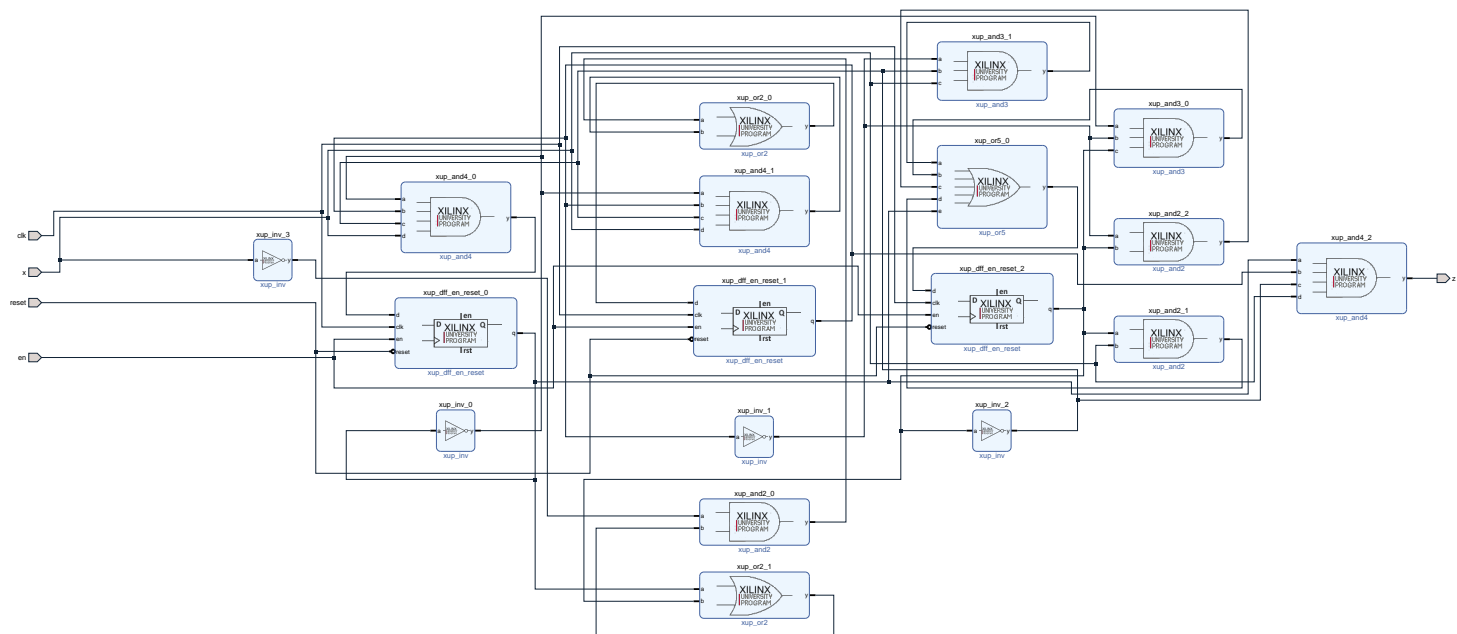 xup_and3_1
a
b
c
y
XILINX
UNIVERSITY
PROGRAM
xup_and3
xup_or2_0
a
b
y
XILINX
UNIVERSITY
PROGRAM
xup_or2
xup_and3_0
a
b
c
y
XILINX
UNIVERSITY
PROGRAM
xup_and3
xup_or5_0
a
b
c
d
e
y
XILINX
UNIVERSITY
PROGRAM
xup_or5
xup_and4_0
a
b
c
d
y
XILINX
UNIVERSITY
PROGRAM
xup_and4
xup_and4_1
a
b
c
d
y
XILINX
UNIVERSITY
PROGRAM
xup_and4
xup_and2_2
a
b
y
XILINX
UNIVERSITY
PROGRAM
xup_and2
clk
x
reset
en
xup_inv_3
a
y
xup_inv
xup_and4_2
a
b
c
d
y
XILINX
UNIVERSITY
PROGRAM
xup_and4
z
xup_dff_en_reset_0
d
clk
en
reset
en
D
Q
XILINX
UNIVERSITY
PROGRAM
rst
q
xup_dff_en_reset
xup_dff_en_reset_1
d
clk
en
reset
en
D
Q
XILINX
UNIVERSITY
PROGRAM
rst
q
xup_dff_en_reset
xup_dff_en_reset_2
d
clk
en
reset
en
D
Q
XILINX
UNIVERSITY
PROGRAM
rst
q
xup_dff_en_reset
xup_and2_1
a
b
y
XILINX
UNIVERSITY
PROGRAM
xup_and2
xup_inv_0
a
y
xup_inv
xup_inv_1
a
y
xup_inv
xup_inv_2
a
y
xup_inv
xup_and2_0
a
b
y
XILINX
UNIVERSITY
PROGRAM
xup_and2
xup_or2_1
a
b
y
XILINX
UNIVERSITY
PROGRAM
xup_or2